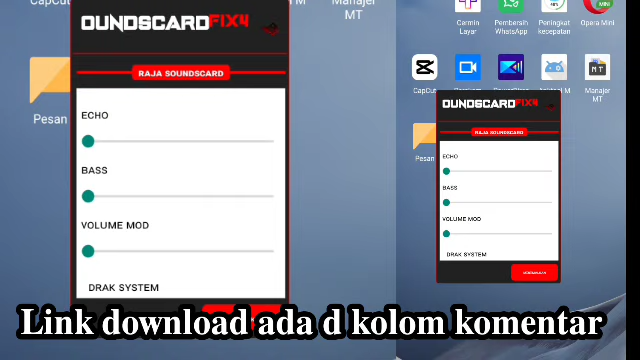 CapCut
M
Manajer
MT
OUNDSCARDFIX4
RAJA SOUNDSCARD
Pesan
ECHO
BASS
VOLUME MOD
DRAK SYSTEM
Cermin
Layar
Pembersih
WhatsApp
Peningkat
kecepatan
Opera Mini
CapCut
Manajer
MT
OUNDSCARDFIX4
RAJA SOUNDSCARD
Pesan
ECHO
BASS
VOLUME MOD
DRAK SYSTEM
Link download ada d kolom komentar